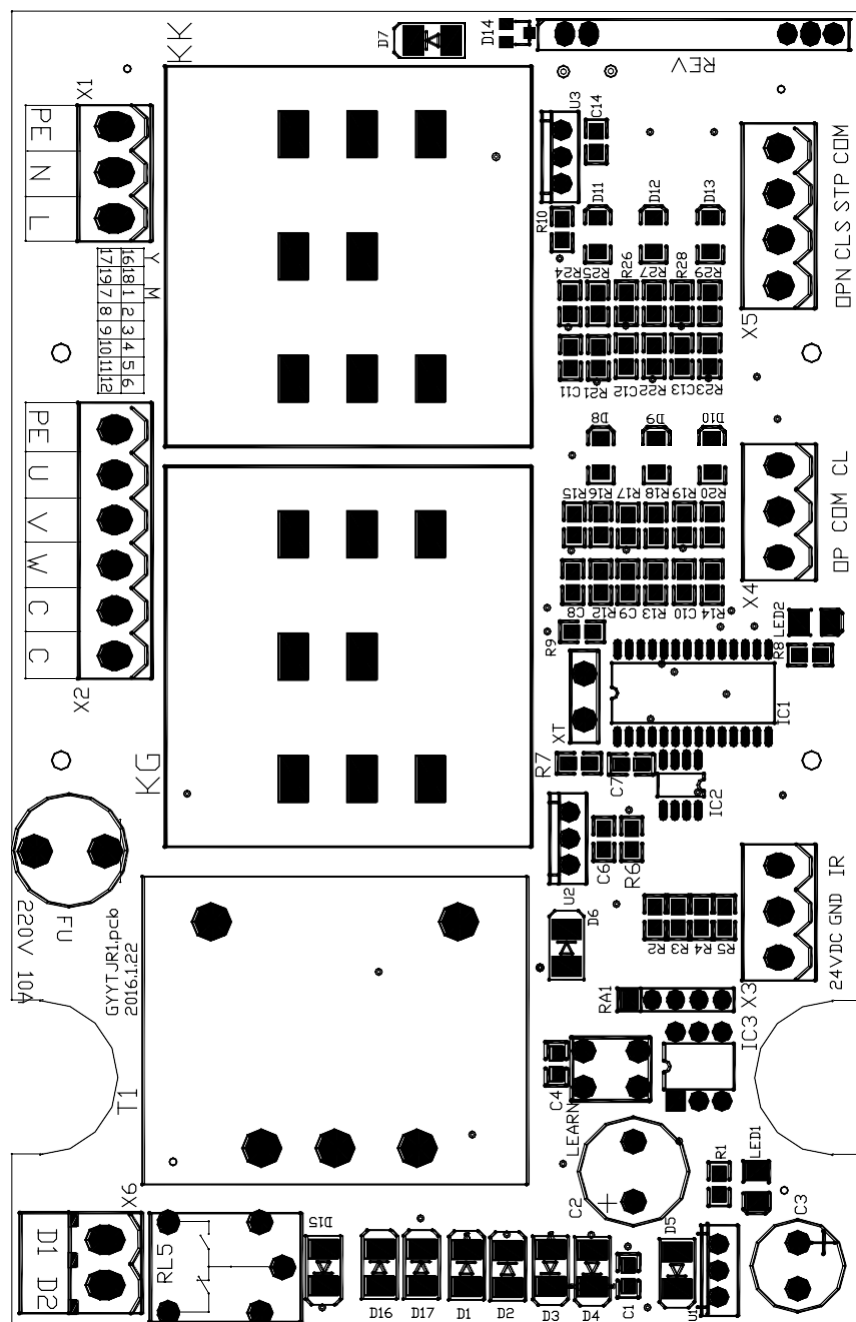 KK
D7
D14
REV
X1
PE
N
L
U3
C14
D11
D12
D13
R10
R24
R25
R26
R27
R28
R29
OPN CLS STP COM
X5
Y
M
16
17
18
19
1
7
2
8
3
9
4
10
5
11
6
12
C11
R21
C12
R22
C13
R23
PE
U
V
W
C
C
X2
D8
D9
D10
R15
R16
R17
R18
R19
R20
OP COM CL
X4
C8
R12
C9
R13
C10
R14
LED2
R9
R8
XT
IC1
KG
R7
C7
IC2
U2
C6
R6
FU
220V 10A
GYYTJR1.pcb
2016.1.22
D6
R2
R3
R4
R5
24VDC GND IR
X3
RA1
IC3
T1
C4
LEARN
C2
R1
LED1
X6
D1
D2
RL5
D15
D16
D17
D1
D2
D3
D4
C1
D5
U1
C3